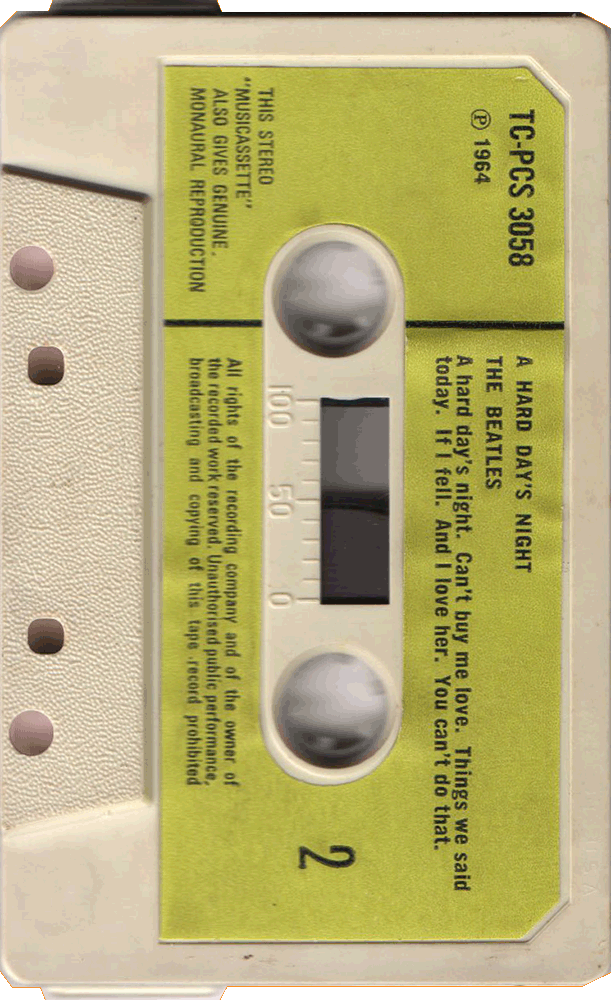 TC-PCS 3058
Ⓟ 1964
A HARD DAY'S NIGHT
THE BEATLES
A hard day's night. Can't buy me love. Things we said
today. If I fell. And I love her. You can't do that.
100 50 0
2
THIS STEREO
"MUSICASSETTE"
ALSO GIVES GENUINE.
MONAURAL REPRODUCTION
All rights of the recording company and of the owner of
the recorded work reserved. Unauthorised public performance,
broadcasting and copying of this tape record prohibited